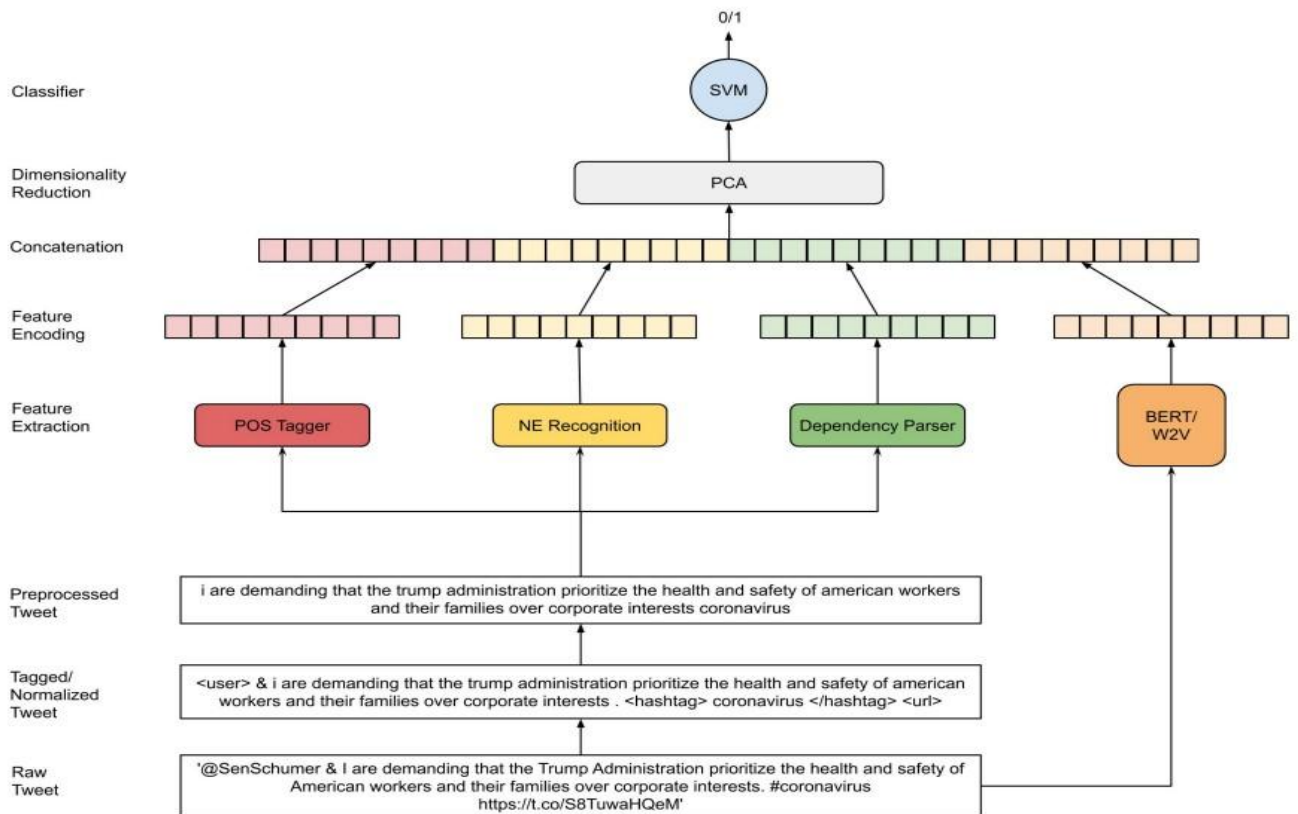 0/1
Classifier
SVM
Dimensionality
Reduction
PCA
Concatenation
Feature
Encoding
Feature
Extraction
POS Tagger
NE Recognition
Dependency Parser
BERT/
W2V
Preprocessed
Tweet
i are demanding that the trump administration prioritize the health and safety of american workers
and their families over corporate interests coronavirus
Tagged/
Normalized
Tweet
<user> & i are demanding that the trump administration prioritize the health and safety of american
workers and their families over corporate interests . <hashtag> coronavirus </hashtag> <url>
Raw
Tweet
'@SenSchumer & I are demanding that the Trump Administration prioritize the health and safety of
American workers and their families over corporate interests. #coronavirus
https://t.co/S8TuwaHQeM'